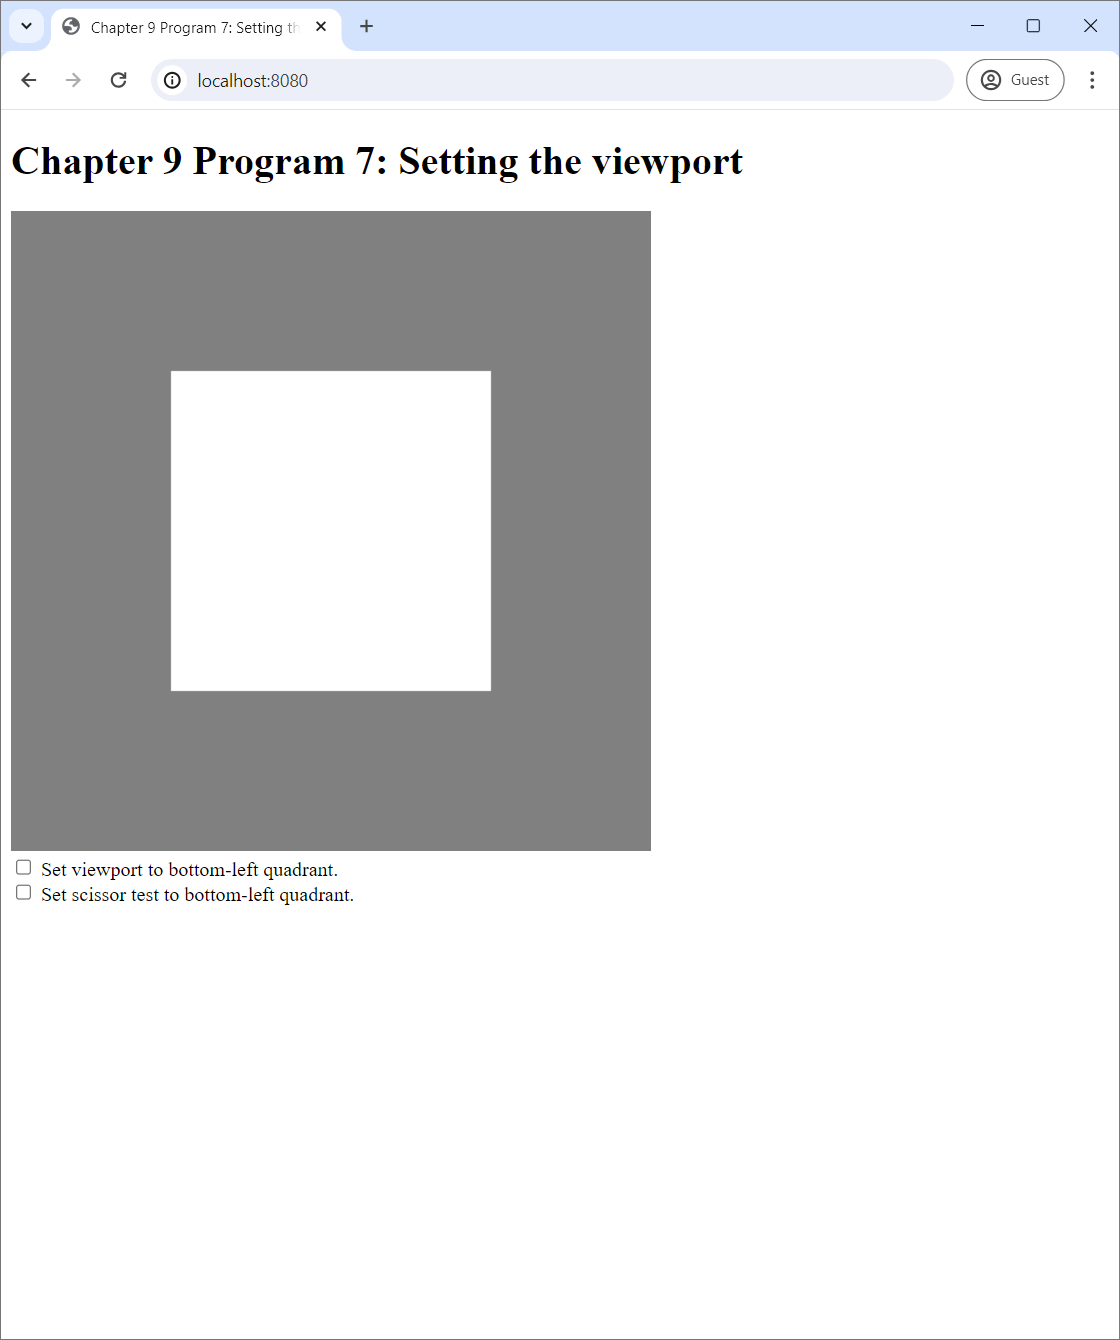 Chapter 9 Program 7: Setting th
localhost:8080
Guest
Chapter 9 Program 7: Setting the viewport
Set viewport to bottom-left quadrant.
Set scissor test to bottom-left quadrant.